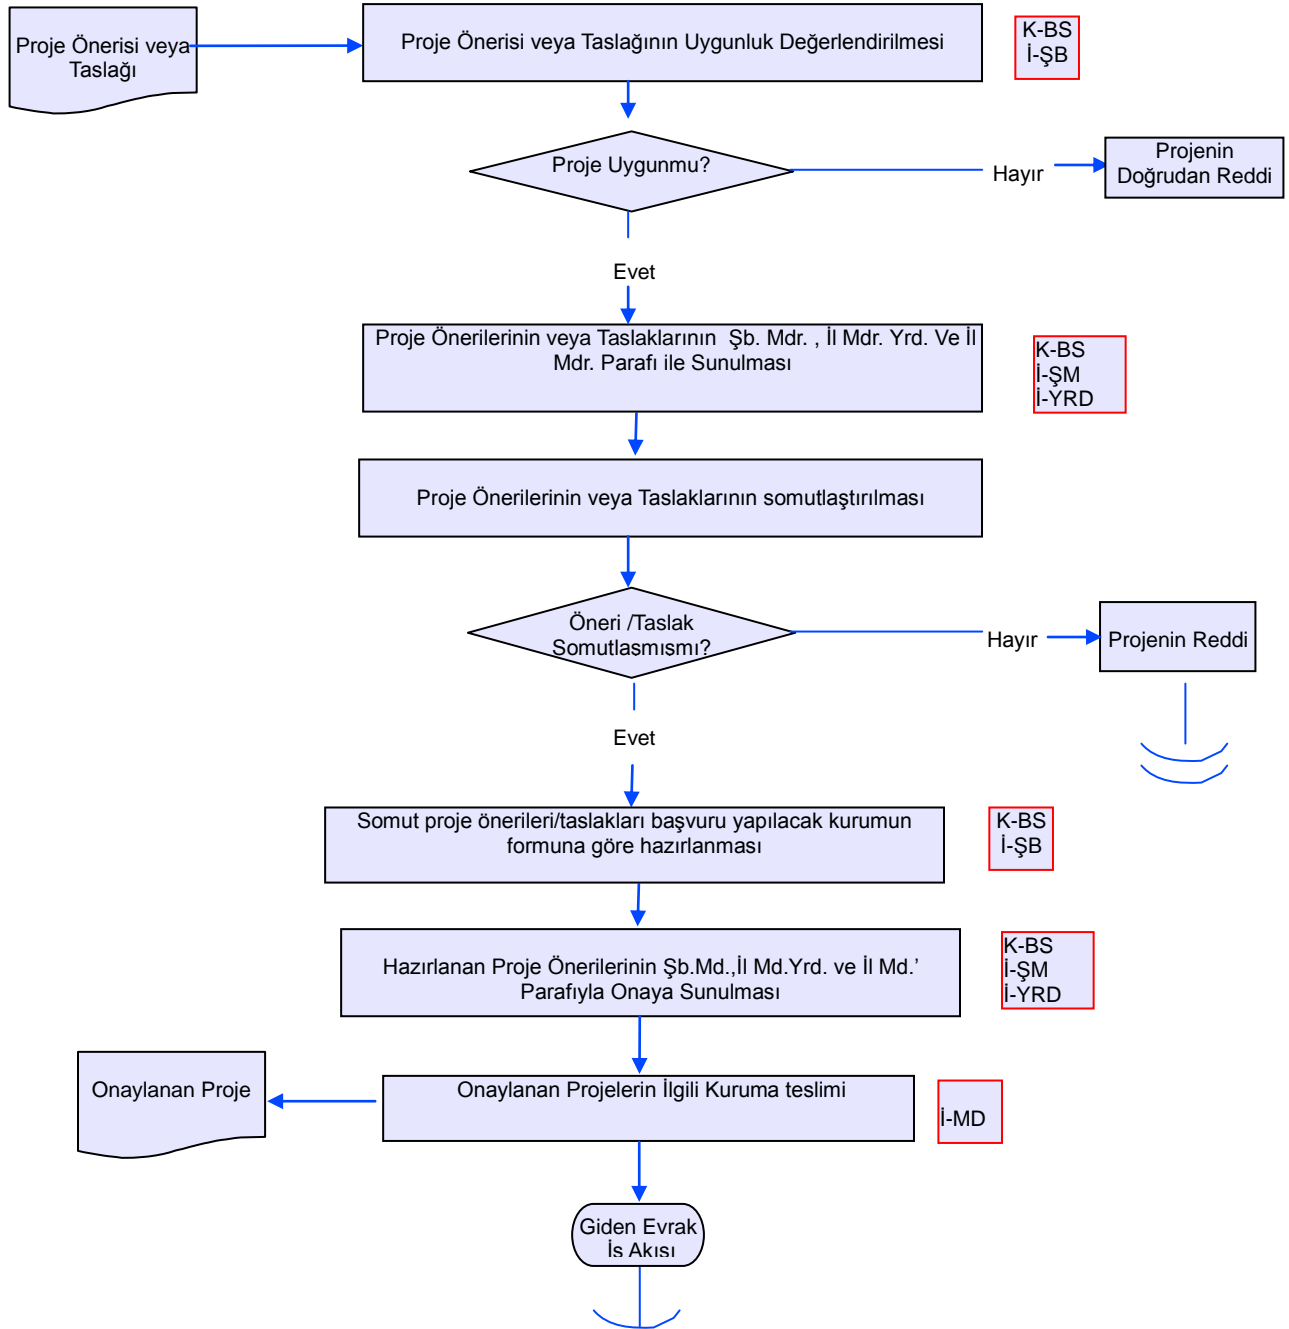 Proje Önerisi veya
Taslağı
Proje Önerisi veya Taslağının Uygunluk Değerlendirilmesi
K-BS
İ-ŞB
Proje Uygunmu?
Hayır
Projenin
Doğrudan Reddi
Evet
Proje Önerilerinin veya Taslaklarının Şb. Mdr. , İl Mdr. Yrd. Ve İl
Mdr. Parafı ile Sunulması
K-BS
İ-ŞM
İ-YRD
Proje Önerilerinin veya Taslaklarının somutlaştırılması
Öneri /Taslak
Somutlasmısmı?
Hayır
Projenin Reddi
Evet
Somut proje önerileri/taslakları başvuru yapılacak kurumun
formuna göre hazırlanması
K-BS
İ-ŞB
Hazırlanan Proje Önerilerinin Şb.Md.,İl Md.Yrd. ve İl Md.’
Parafıyla Onaya Sunulması
K-BS
İ-ŞM
İ-YRD
Onaylanan Proje
Onaylanan Projelerin İlgili Kuruma teslimi
İ-MD
Giden Evrak
İs Akısı